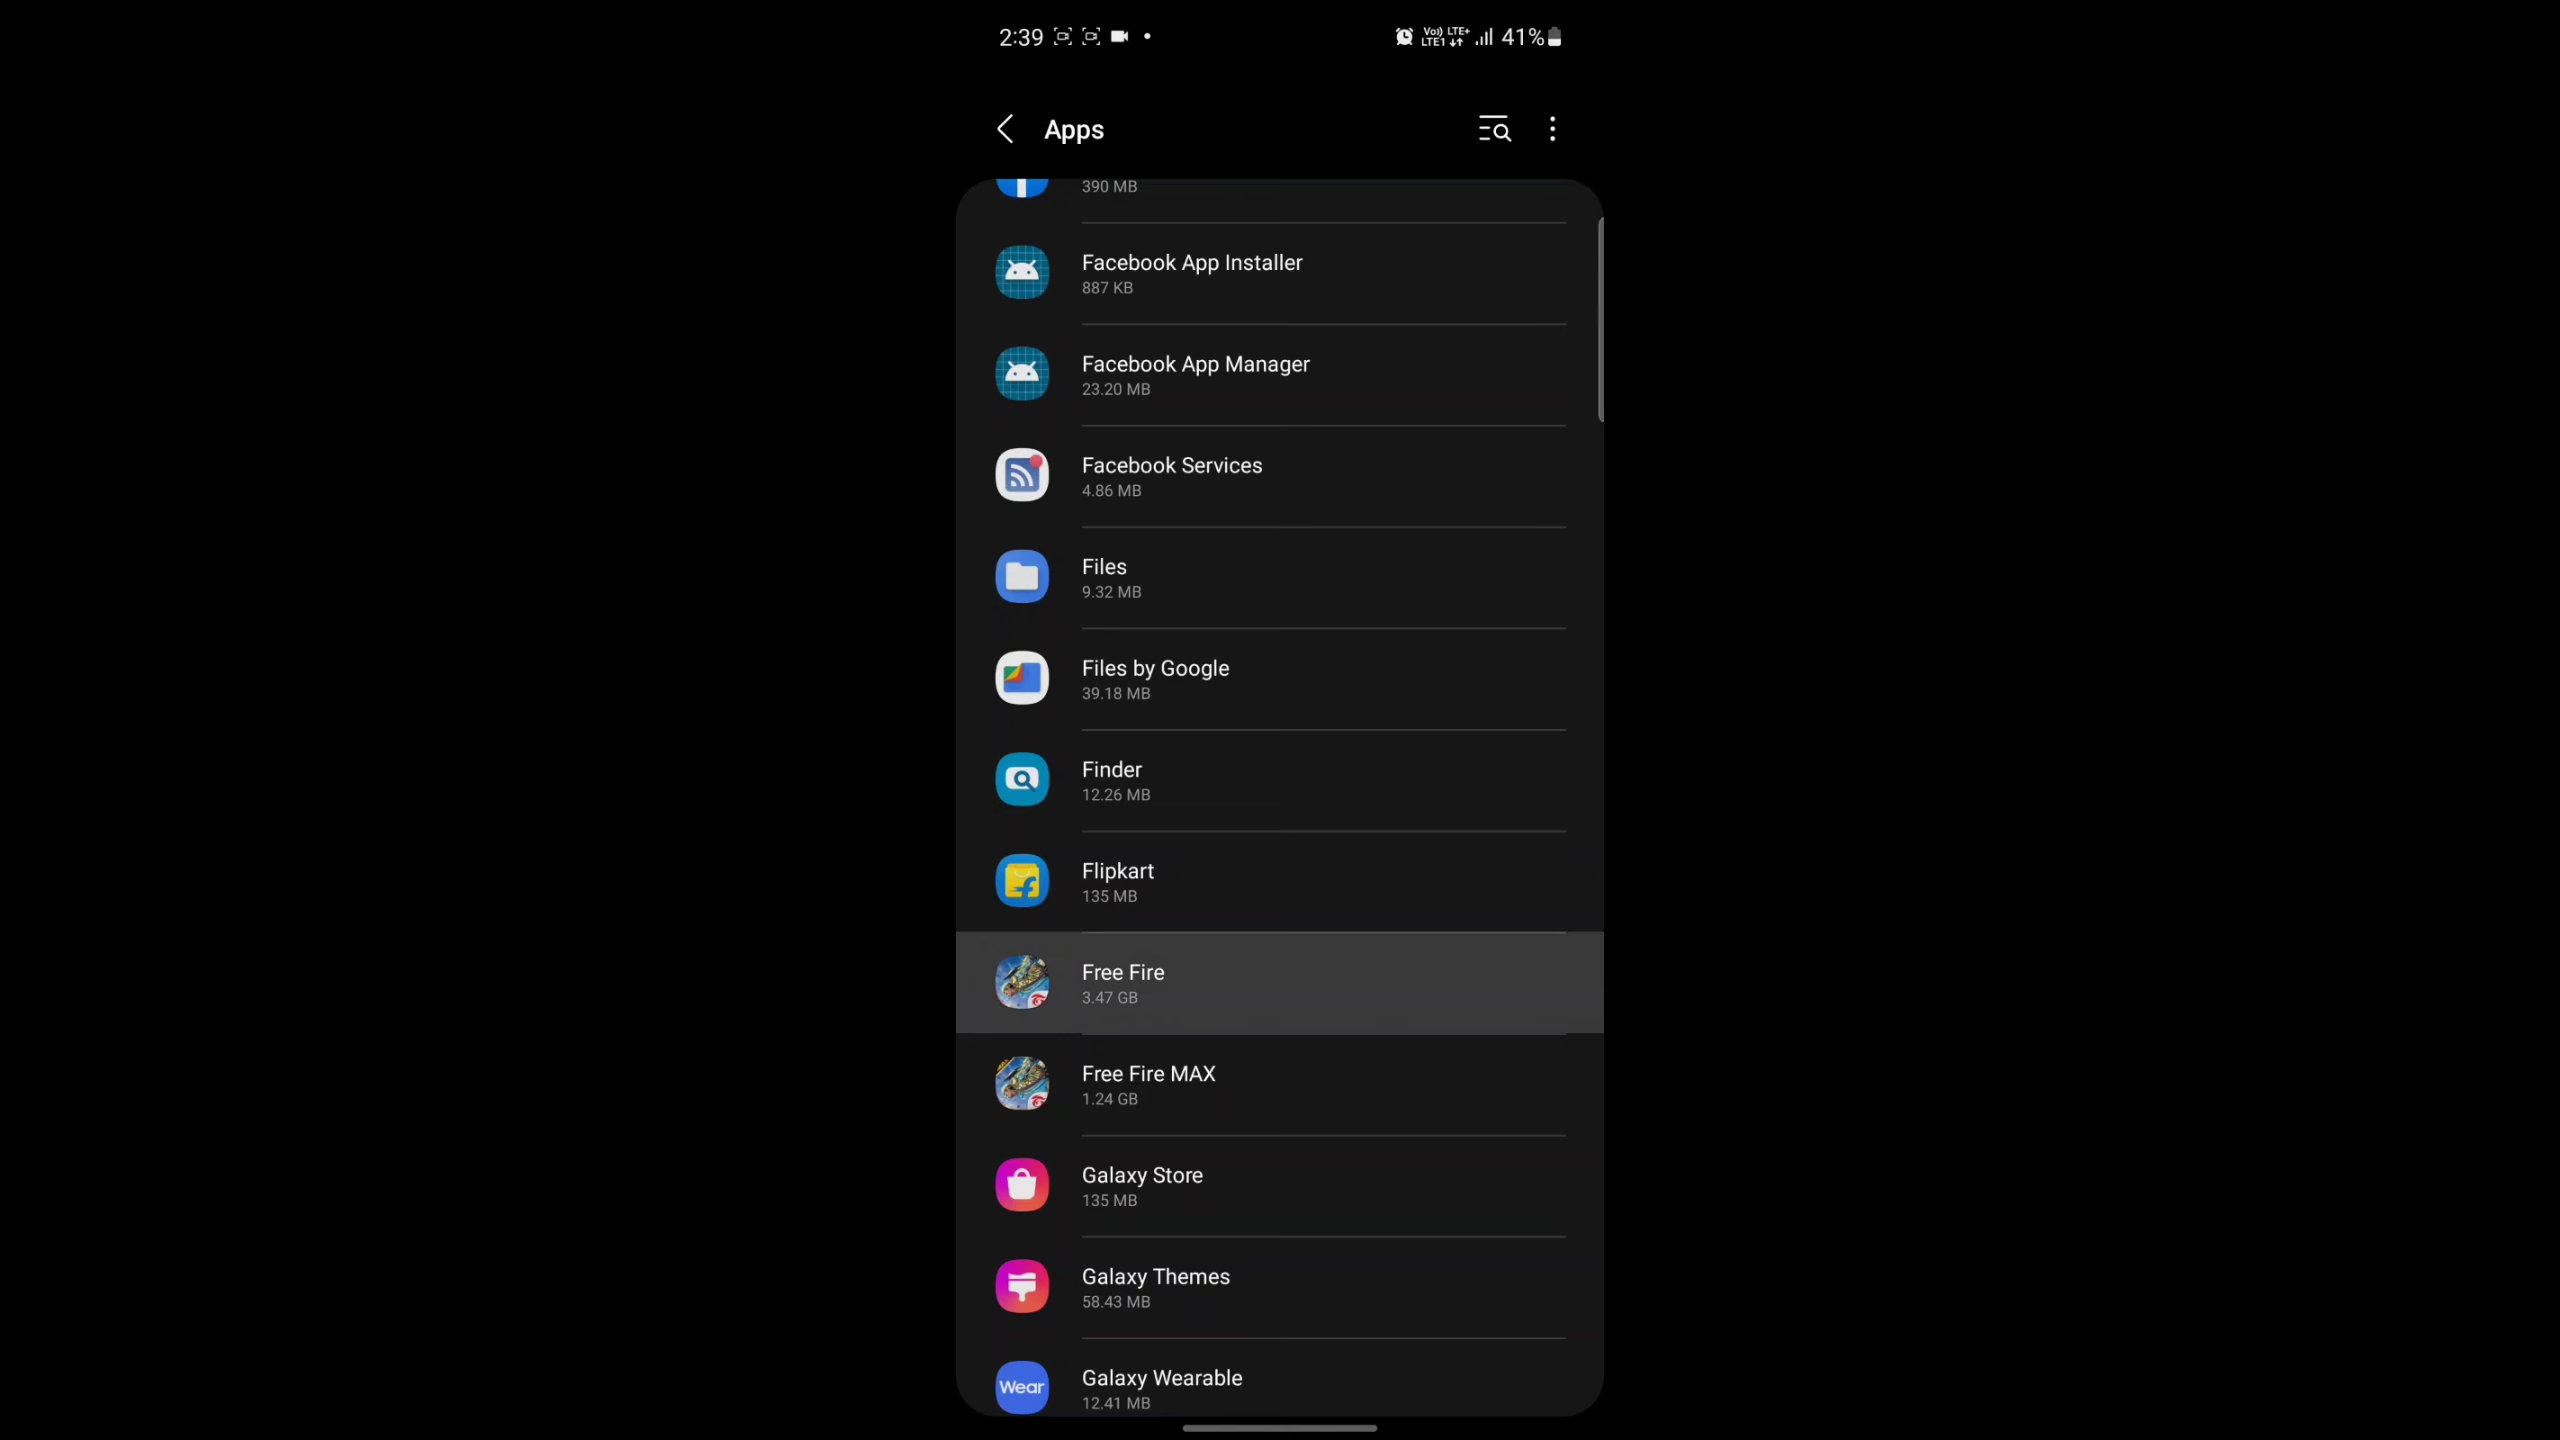 2:39
Vo)) LTE+
LTE1
41%
Apps
390 MB
Facebook App Installer
887 KB
Facebook App Manager
23.20 MB
Facebook Services
4.86 MB
Files
9.32 MB
Files by Google
39.18 MB
Finder
12.26 MB
Flipkart
135 MB
Free Fire
3.47 GB
Free Fire MAX
1.24 GB
Galaxy Store
135 MB
Galaxy Themes
58.43 MB
Wear
Galaxy Wearable
12.41 MB